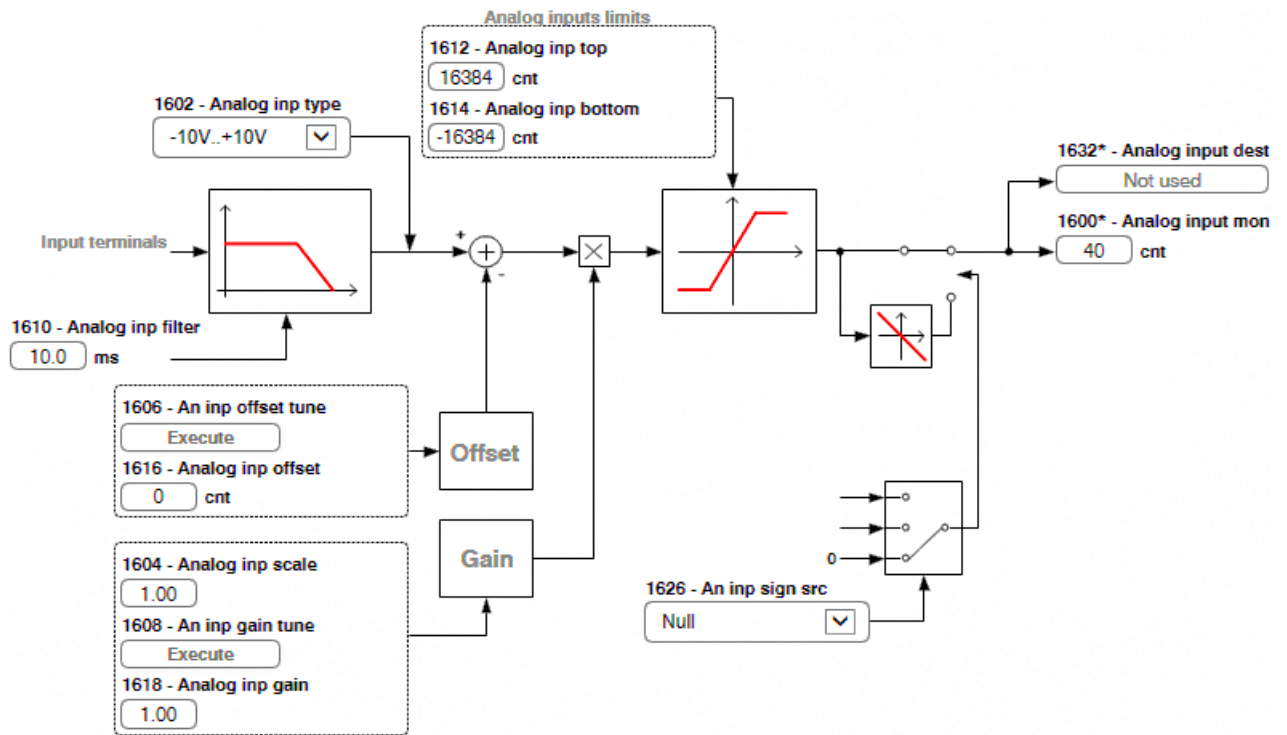 Analog inputs limits
1612 - Analog inp top
16384 cnt
1614 - Analog inp bottom
-16384 cnt
1602 - Analog inp type
-10V..+10V
1632* - Analog input dest
Not used
1600* - Analog input mon
40 cnt
Input terminals
+
-
1610 - Analog inp filter
10.0 ms
1606 - An inp offset tune
Execute
1616 - Analog inp offset
0 cnt
Offset
1604 - Analog inp scale
1.00
1608 - An inp gain tune
Execute
1618 - Analog inp gain
1.00
Gain
0
1626 - An inp sign src
Null